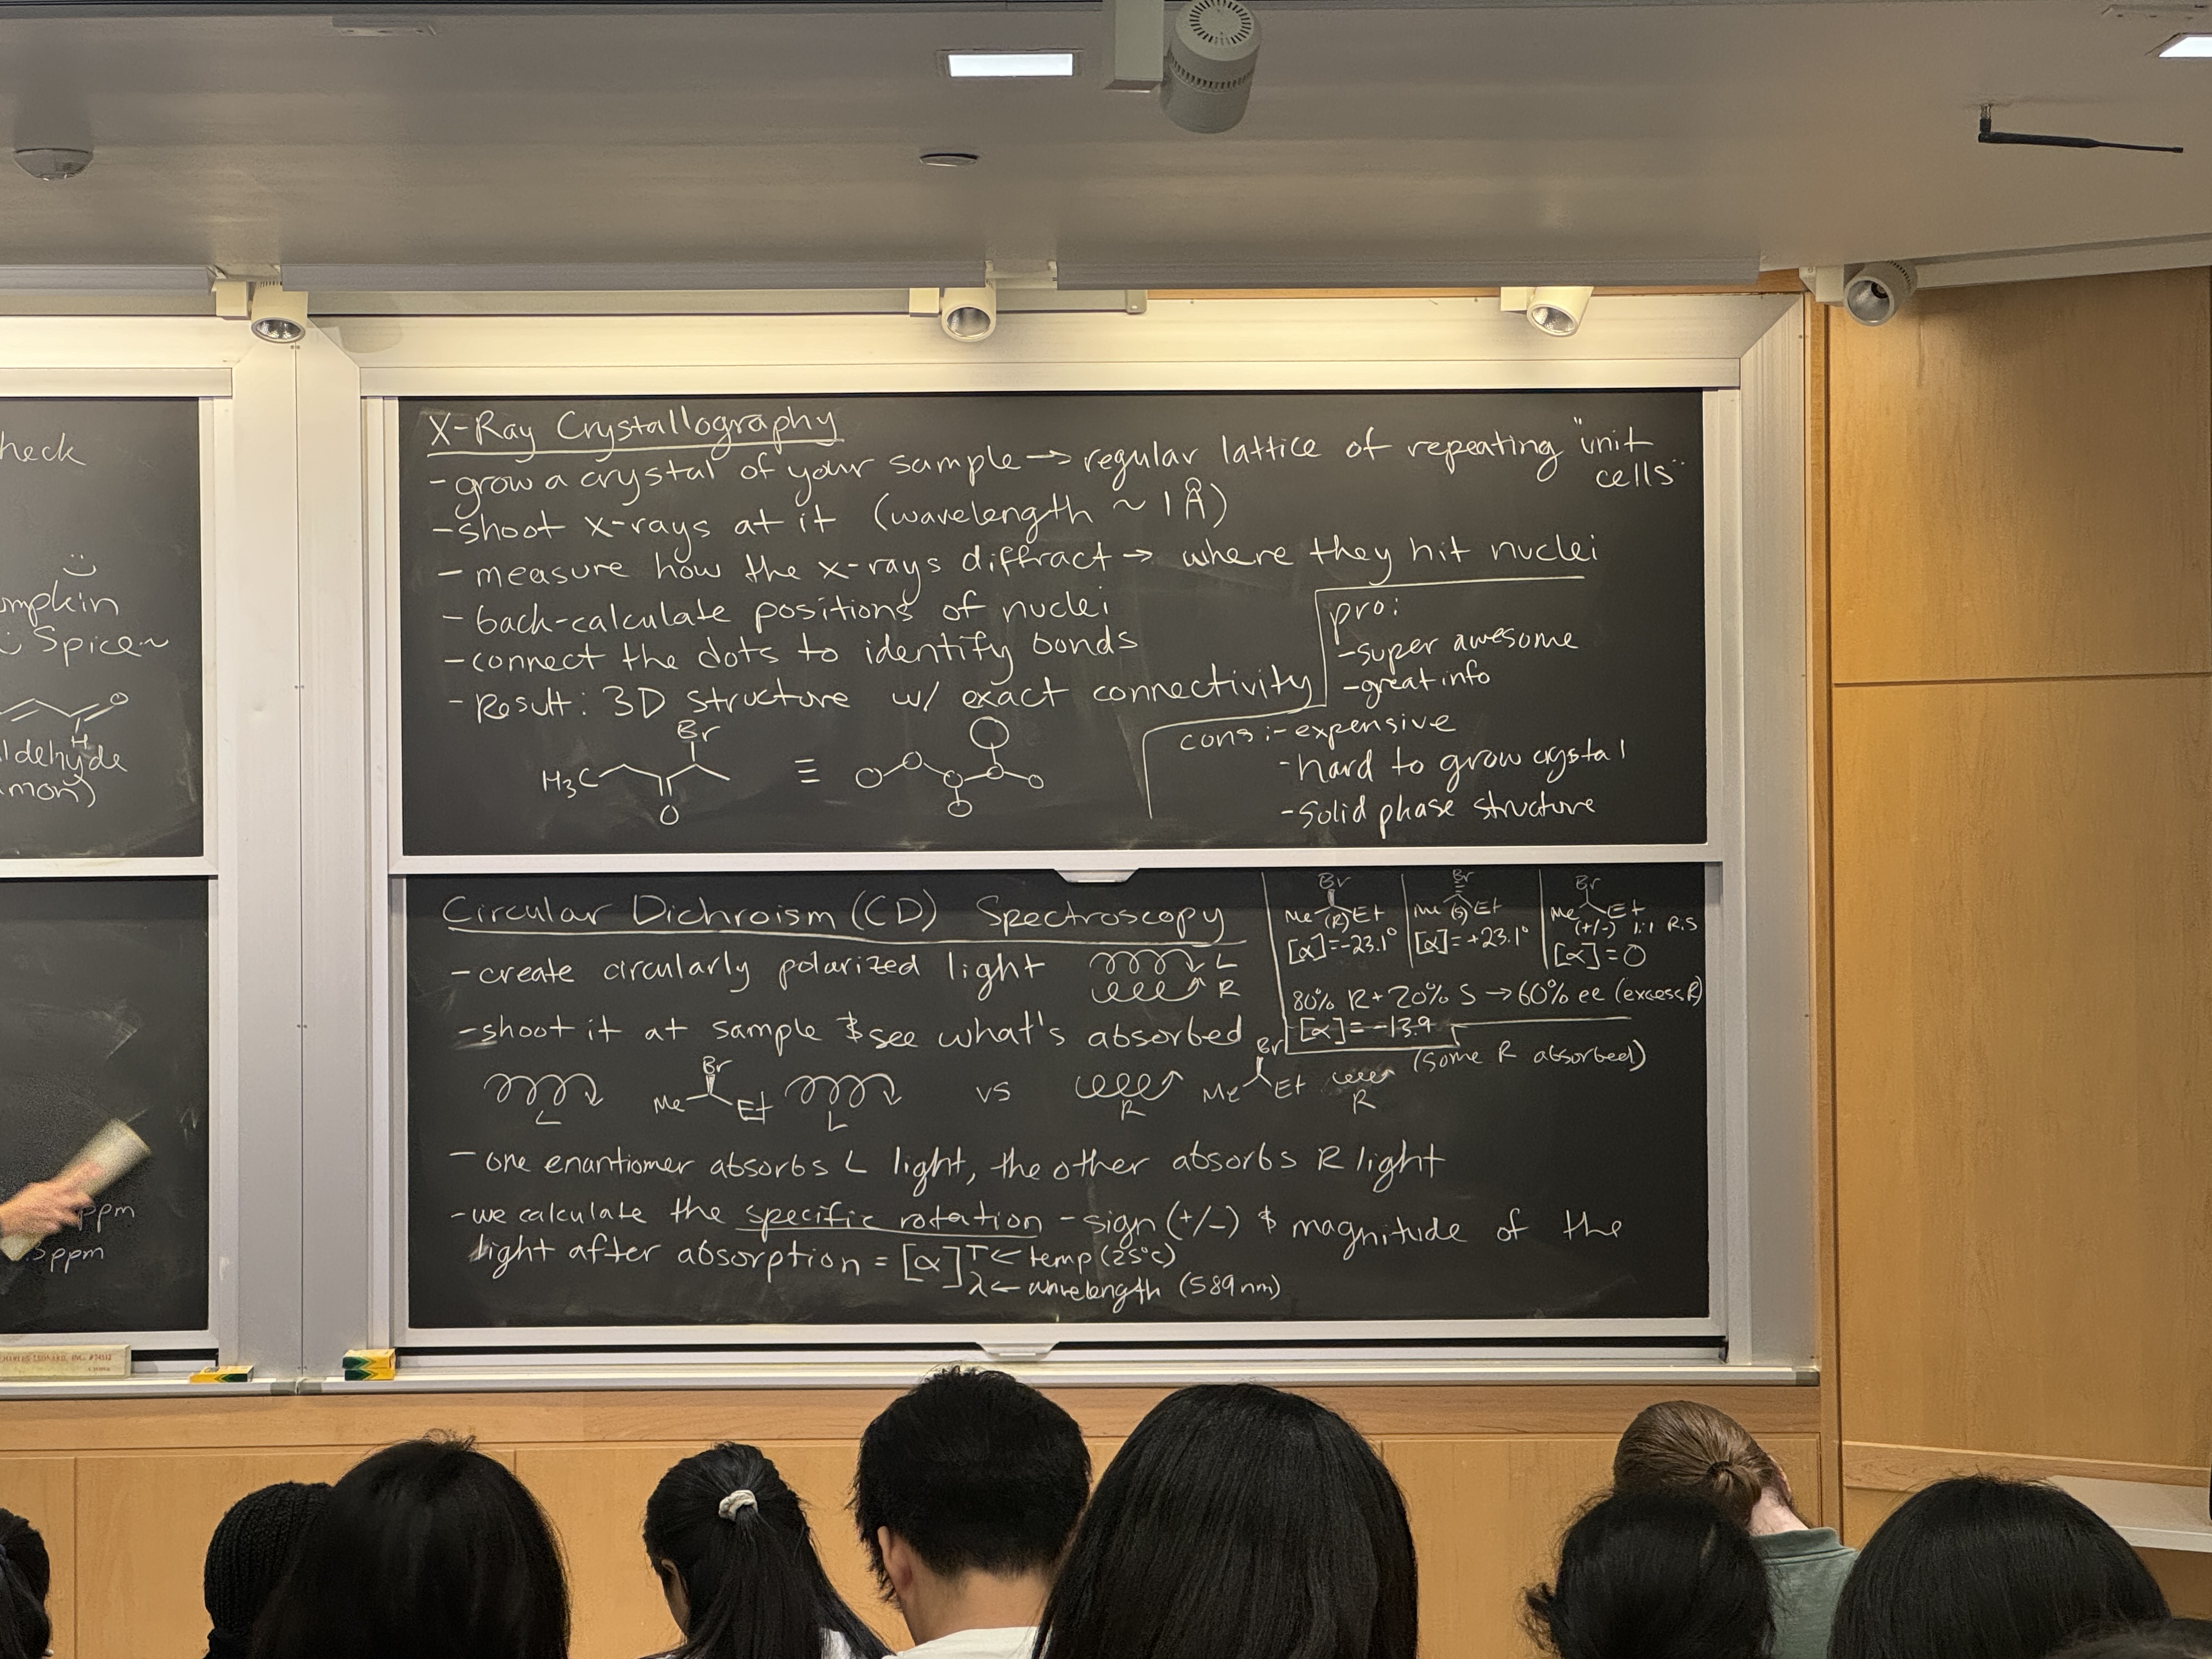 heck
mpkin
Spice
O
H
ldehyde
mon)
ppm
ppm
X-Ray Crystallography
- grow a crystal of your sample → regular lattice of repeating "unit
cells"
- shoot x-rays at it (wavelength ~ 1 Å)
- measure how the x-rays diffract → where they hit nuclei
- back-calculate positions of nuclei
- connect the dots to identify bonds
- Result: 3D structure w/ exact connectivity
Br
H₃C
O
≡
pro:
- super awesome
- great info
cons: - expensive
- hard to grow crystal
- solid phase structure
Circular Dichroism (CD) Spectroscopy
- create circularly polarized light L
R
- shoot it at sample & see what's absorbed
Br
Me Et
L L
vs
Br
Me Et
R R
(some R absorbed)
- one enantiomer absorbs L light, the other absorbs R light
- we calculate the specific rotation - sign (+/-) & magnitude of the
light after absorption = [α] T ← temp (25°C)
λ ← wavelength (589 nm)
Br
Me (R) Et
[α]=-23.1°
Br
Me (S) Et
[α]=+23.1°
Br
Me Et
(+/-) 1:1 R:S
[α]=0
80% R + 20% S → 60% ee (excess R)
[α]=-13.9